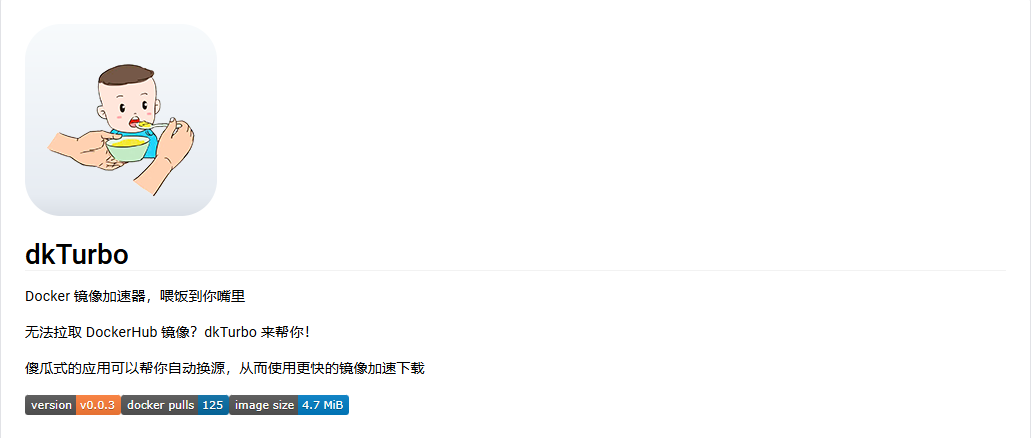 dkTurbo
Docker 镜像加速器，喂饭到你嘴里
无法拉取 DockerHub 镜像？dkTurbo 来帮你！
傻瓜式的应用可以帮你自动换源，从而使用更快的镜像加速下载
version v0.0.3 docker pulls 125 image size 4.7 MiB